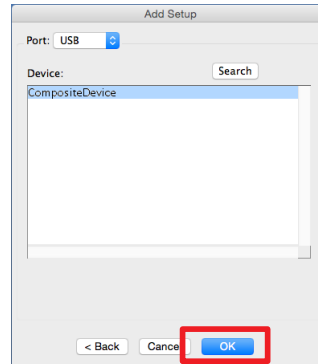 Add Setup
Port: USB
Device: Search
CompositeDevice
< Back Cancel OK